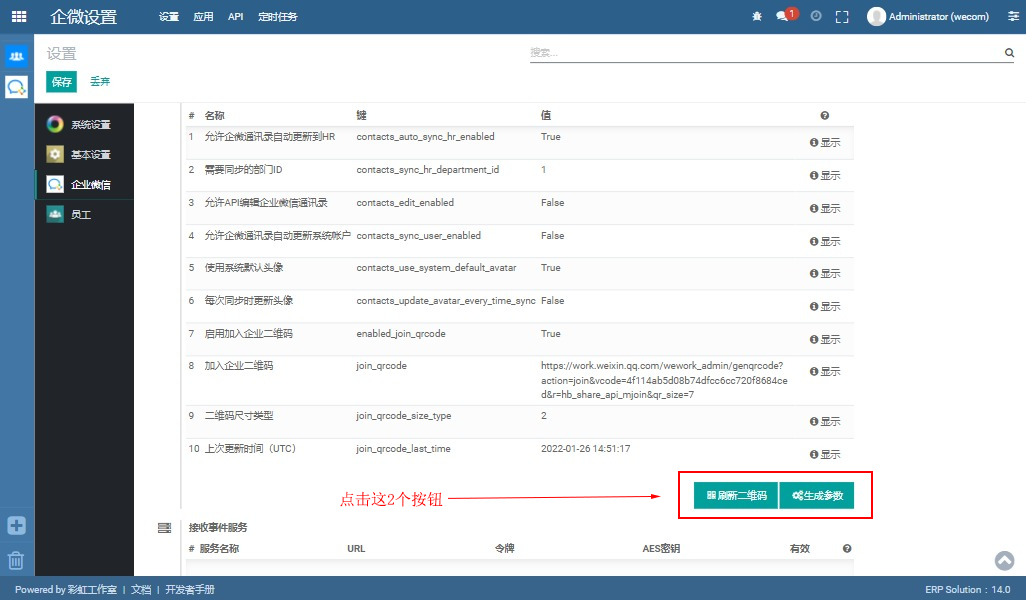 企微设置 设置 应用 API 定时任务 1 Administrator (wecom)
设置 搜索...
保存 丢弃
系统设置
基本设置
企业微信
员工
# 名称 键 值
1 允许企微通讯录自动更新到HR contacts_auto_sync_hr_enabled True 显示
2 需要同步的部门ID contacts_sync_hr_department_id 1 显示
3 允许API编辑企业微信通讯录 contacts_edit_enabled False 显示
4 允许企微通讯录自动更新系统帐户 contacts_sync_user_enabled False 显示
5 使用系统默认头像 contacts_use_system_default_avatar True 显示
6 每次同步时更新头像 contacts_update_avatar_every_time_sync False 显示
7 启用加入企业二维码 enabled_join_qrcode True 显示
8 加入企业二维码 join_qrcode https://work.weixin.qq.com/wework_admin/genqrcode? 显示
action=join&vcode=4f114ab5d08b74dfcc6cc720f8684ce
d&r=hb_share_api_mjoin&qr_size=7
9 二维码尺寸类型 join_qrcode_size_type 2 显示
10 上次更新时间（UTC） join_qrcode_last_time 2022-01-26 14:51:17 显示
点击这2个按钮 刷新二维码 生成参数
接收事件服务
# 服务名称 URL 令牌 AES密钥 有效
Powered by 彩虹工作室 | 文档 | 开发者手册 ERP Solution : 14.0